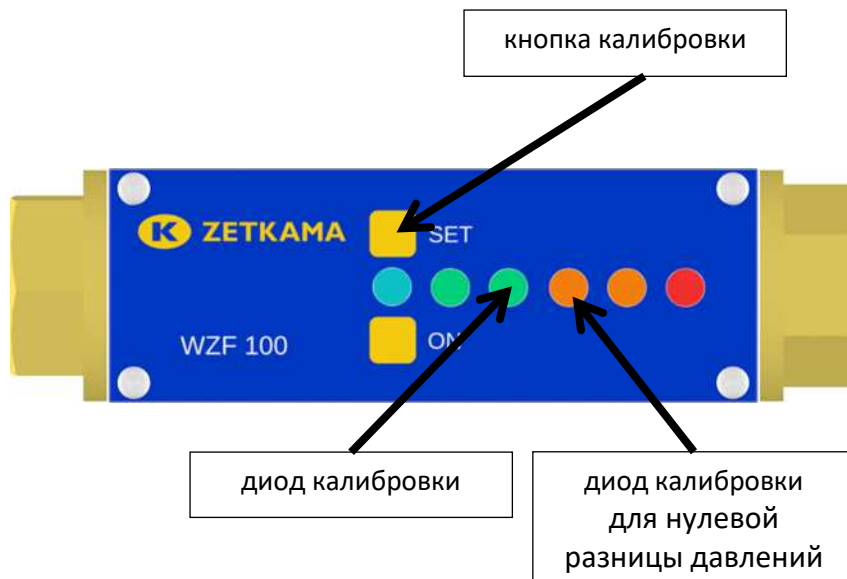 кнопка калибровки
K ZETKAMA
SET
WZF 100
ON
диод калибровки
диод калибровки
для нулевой
разницы давлений